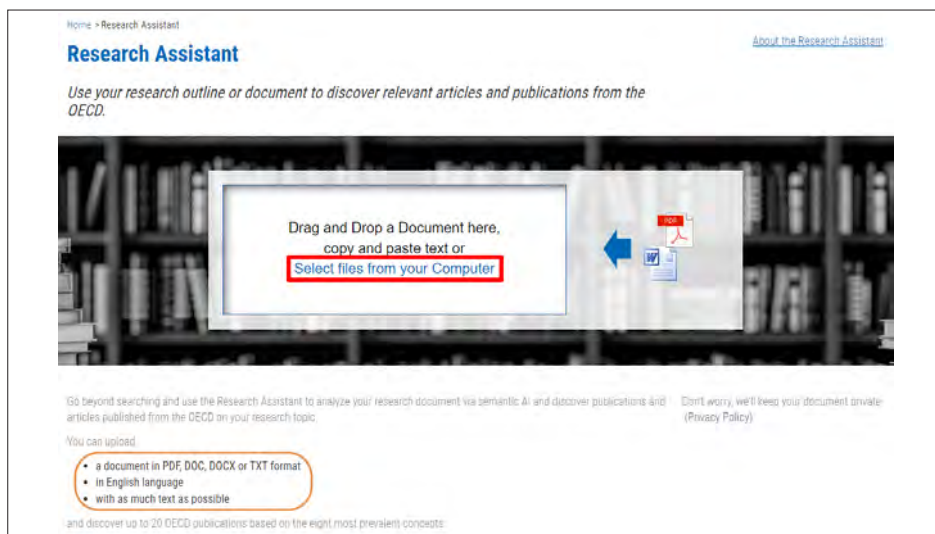 Home > Research Assistant
About the Research Assistant
Research Assistant
Use your research outline or document to discover relevant articles and publications from the
OECD.
Drag and Drop a Document here,
copy and paste text or
Select files from your Computer
PDF
W
Go beyond searching and use the Research Assistant to analyze your research document via semantic AI and discover publications and
articles published from the OECD on your research topic
Don't worry, we'll keep your document private
(Privacy Policy)
You can upload
• a document in PDF, DOC, DOCX or TXT format
• in English language
• with as much text as possible
and discover up to 20 OECD publications based on the eight most prevalent concepts